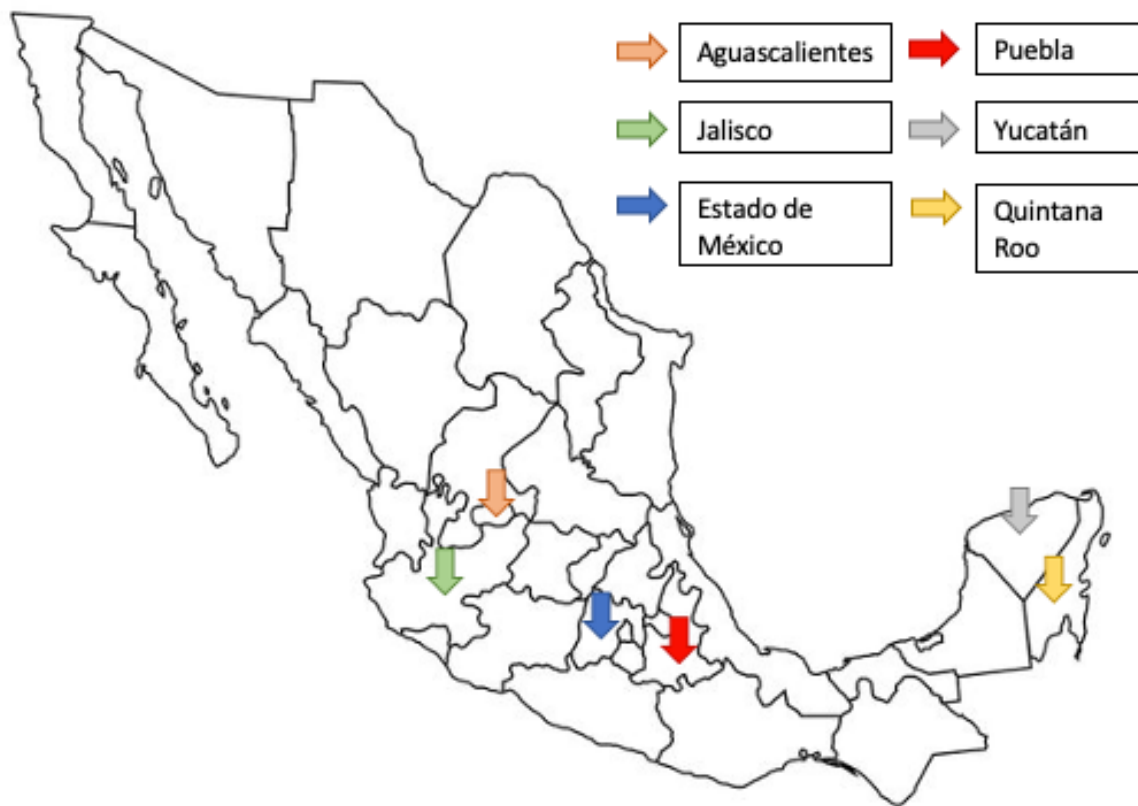 Aguascalientes
Puebla
Jalisco
Yucatán
Estado de
México
Quintana
Roo